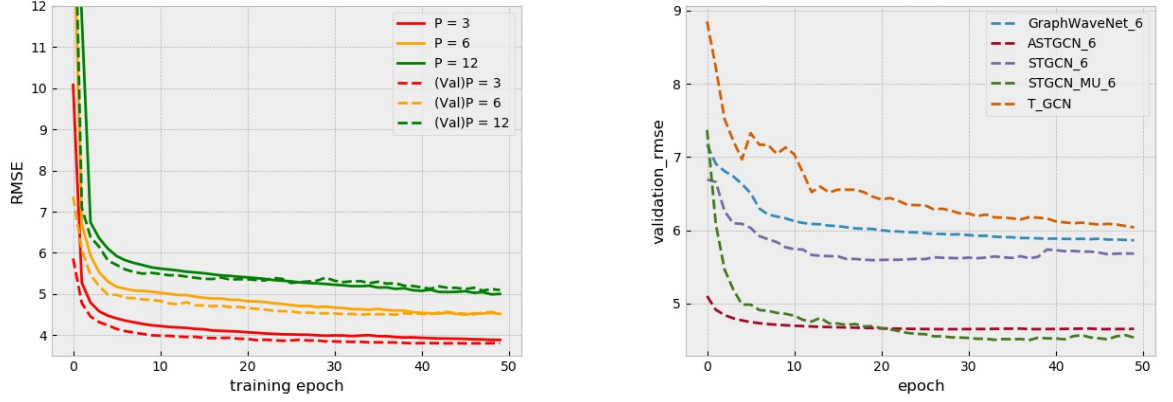 12
11
10
9
8
7
6
5
4
RMSE
0 10 20 30 40 50
training epoch
P = 3
P = 6
P = 12
(Val)P = 3
(Val)P = 6
(Val)P = 12
9
8
7
6
5
validation_rmse
0 10 20 30 40 50
epoch
GraphWaveNet_6
ASTGCN_6
STGCN_6
STGCN_MU_6
T_GCN